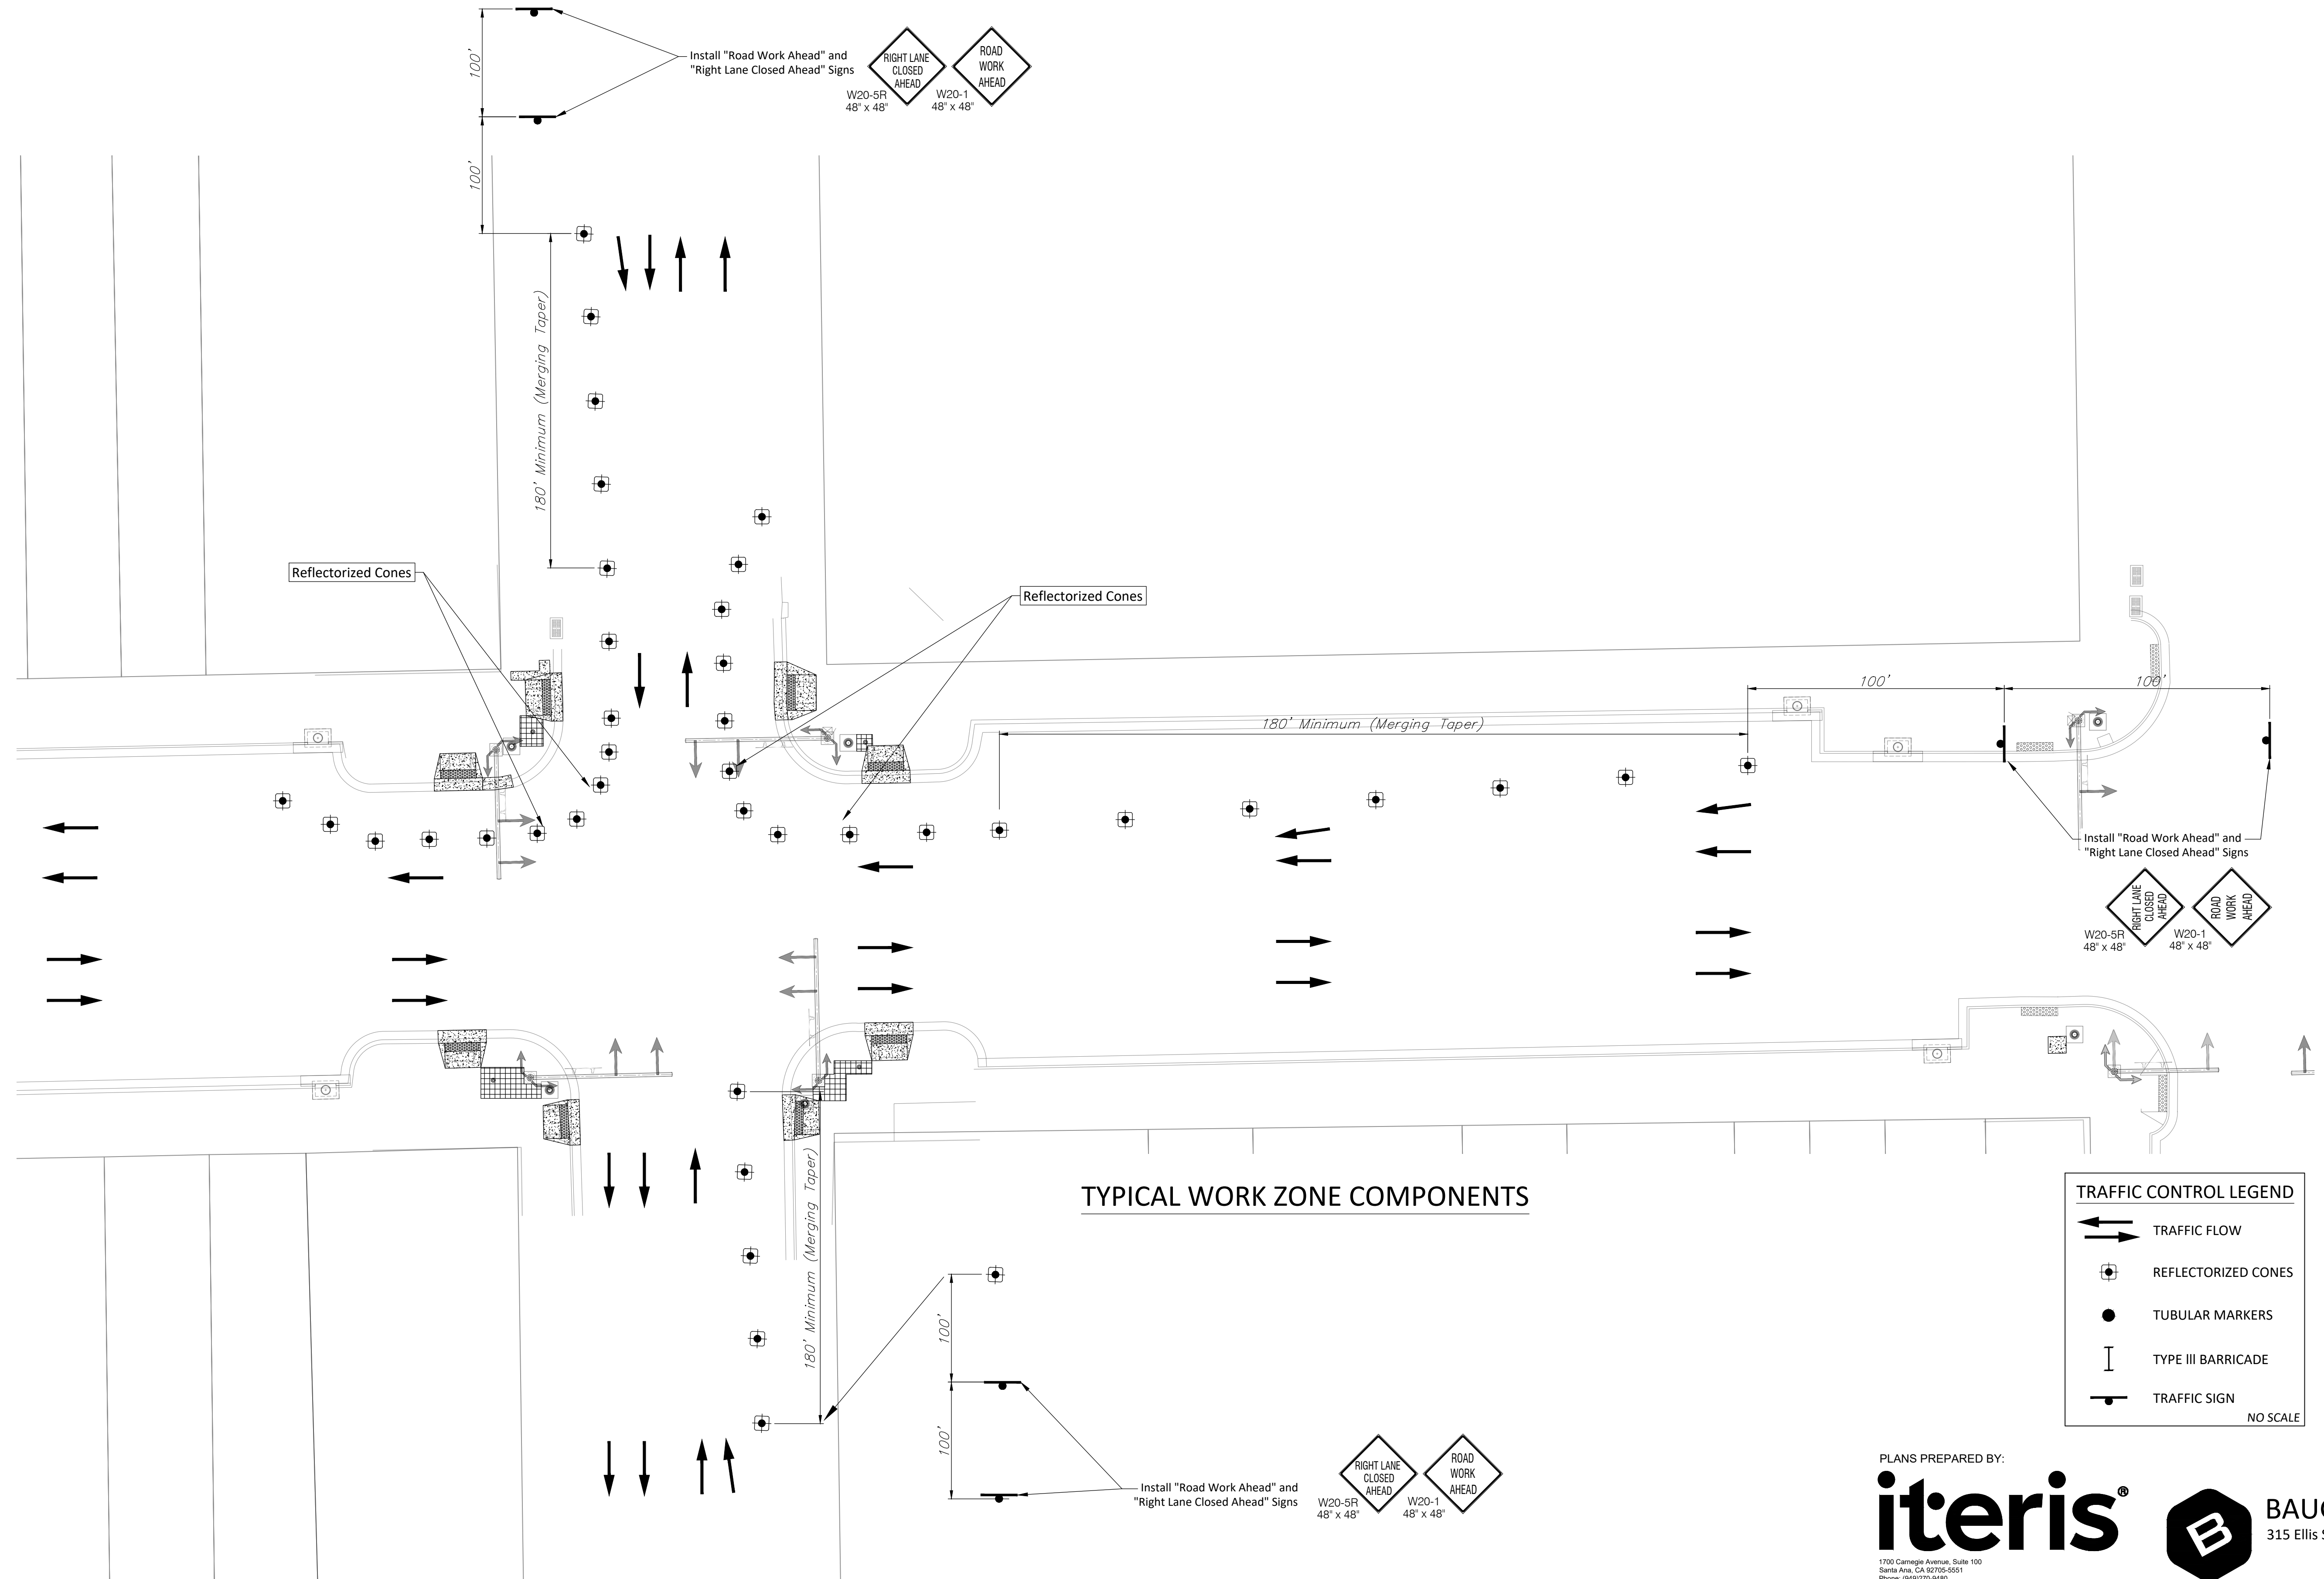 100'
Install "Road Work Ahead" and
"Right Lane Closed Ahead" Signs
RIGHT LANE
CLOSED
AHEAD
W20-5R
48" x 48"
ROAD
WORK
AHEAD
W20-1
48" x 48"
100'
180' Minimum (Merging Taper)
Reflectorized Cones
Reflectorized Cones
180' Minimum (Merging Taper)
100'
100'
Install "Road Work Ahead" and
"Right Lane Closed Ahead" Signs
RIGHT LANE
CLOSED
AHEAD
W20-5R
48" x 48"
ROAD
WORK
AHEAD
W20-1
48" x 48"
180' Minimum (Merging Taper)
TYPICAL WORK ZONE COMPONENTS
100'
100'
Install "Road Work Ahead" and
"Right Lane Closed Ahead" Signs
RIGHT LANE
CLOSED
AHEAD
W20-5R
48" x 48"
ROAD
WORK
AHEAD
W20-1
48" x 48"
TRAFFIC CONTROL LEGEND
TRAFFIC FLOW
REFLECTORIZED CONES
TUBULAR MARKERS
TYPE lll BARRICADE
TRAFFIC SIGN
NO SCALE
PLANS PREPARED BY:
iteris®
1700 Carnegie Avenue, Suite 100
Santa Ana, CA 92705-5551
Phone: (949)270-9480
B
315 Ellis